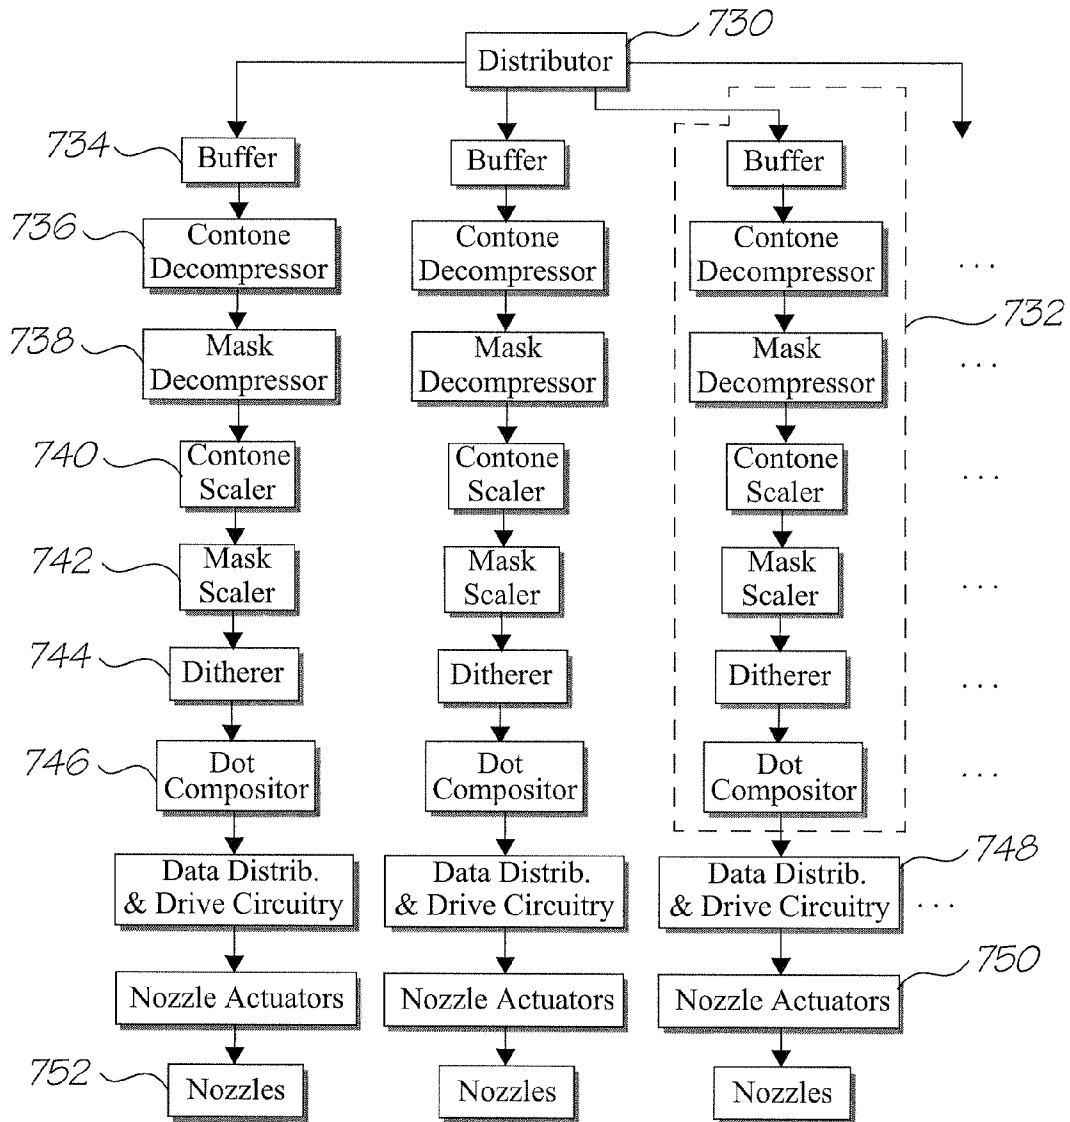 730
Distributor
734
Buffer
Buffer
Buffer
736
Contone
Decompressor
Contone
Decompressor
Contone
Decompressor
...
732
738
Mask
Decompressor
Mask
Decompressor
Mask
Decompressor
...
740
Contone
Scaler
Contone
Scaler
Contone
Scaler
...
742
Mask
Scaler
Mask
Scaler
Mask
Scaler
...
744
Ditherer
Ditherer
Ditherer
...
746
Dot
Compositor
Dot
Compositor
Dot
Compositor
...
748
Data Distrib.
& Drive Circuitry
Data Distrib.
& Drive Circuitry
Data Distrib.
& Drive Circuitry
...
750
Nozzle Actuators
Nozzle Actuators
Nozzle Actuators
752
Nozzles
Nozzles
Nozzles